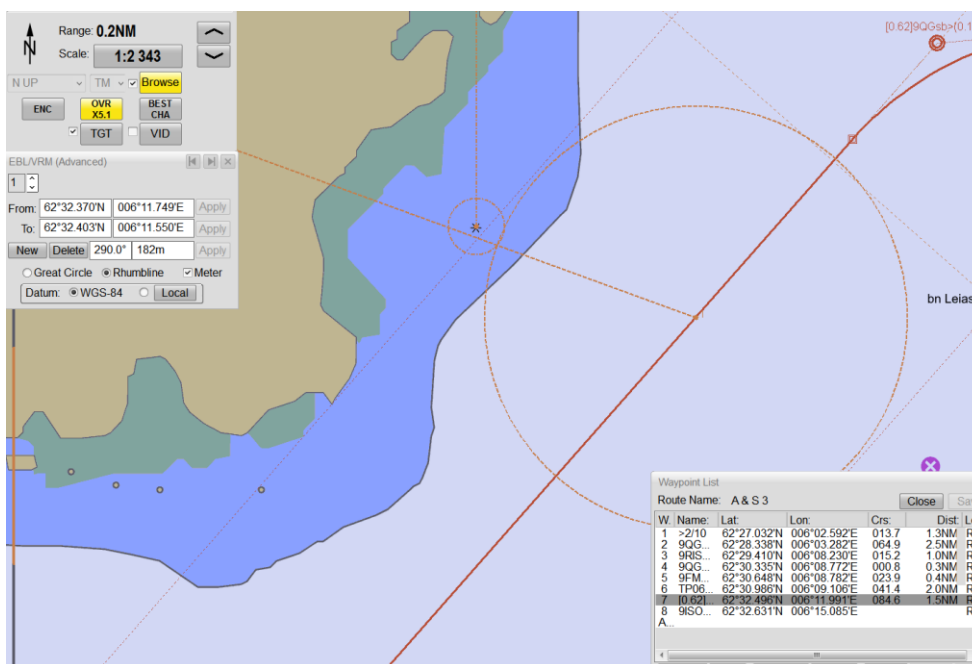 Range: 0.2NM
Scale: 1:2 343
N UP TM Browse
ENC OVR X5.1 BEST CHA
TGT VID
EBL/VRM (Advanced)
1
From: 62°32.370'N 006°11.749'E Apply
To: 62°32.403'N 006°11.550'E Apply
New Delete 290.0° 182m Apply
Great Circle Rhumbline Meter
Datum: WGS-84 Local
[0.62]9QGsb>{0.1
bn Leias
Waypoint List
Route Name: A & S 3 Close Sa
W. Name: Lat: Lon: Crs: Dist: Le
1 >2/10 62°27.032'N 006°02.592'E 013.7 1.3NM R
2 9QG... 62°28.338'N 006°03.282'E 064.9 2.5NM R
3 9RIS... 62°29.410'N 006°08.230'E 015.2 1.0NM R
4 9QG... 62°30.335'N 006°08.772'E 000.8 0.3NM R
5 9FM... 62°30.648'N 006°08.782'E 023.9 0.4NM R
6 TP06... 62°30.986'N 006°09.106'E 041.4 2.0NM R
7 [0.62]... 62°32.496'N 006°11.991'E 084.6 1.5NM R
8 9ISO... 62°32.631'N 006°15.085'E R
A...